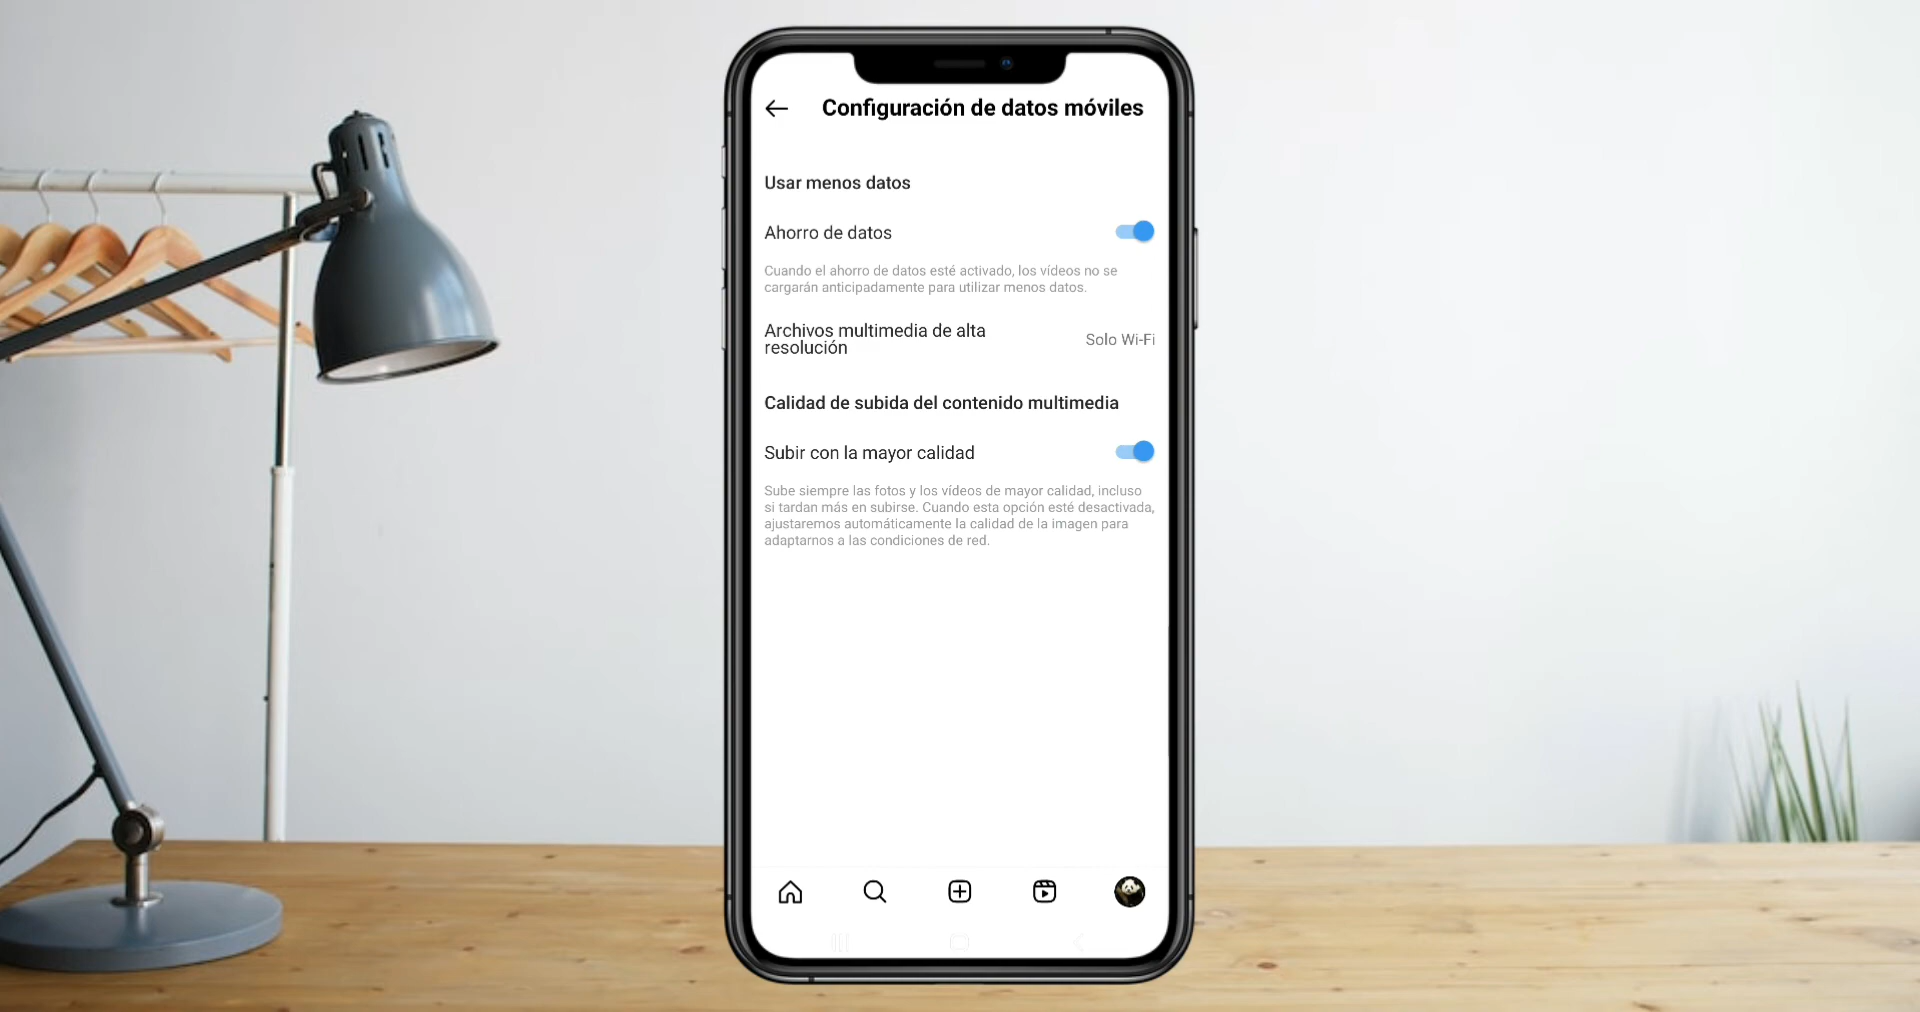 Configuración de datos móviles
Usar menos datos
Ahorro de datos
Cuando el ahorro de datos esté activado, los vídeos no se
cargarán anticipadamente para utilizar menos datos.
Archivos multimedia de alta
resolución
Solo Wi-Fi
Calidad de subida del contenido multimedia
Subir con la mayor calidad
Sube siempre las fotos y los vídeos de mayor calidad, incluso
si tardan más en subirse. Cuando esta opción esté desactivada,
ajustaremos automáticamente la calidad de la imagen para
adaptarnos a las condiciones de red.